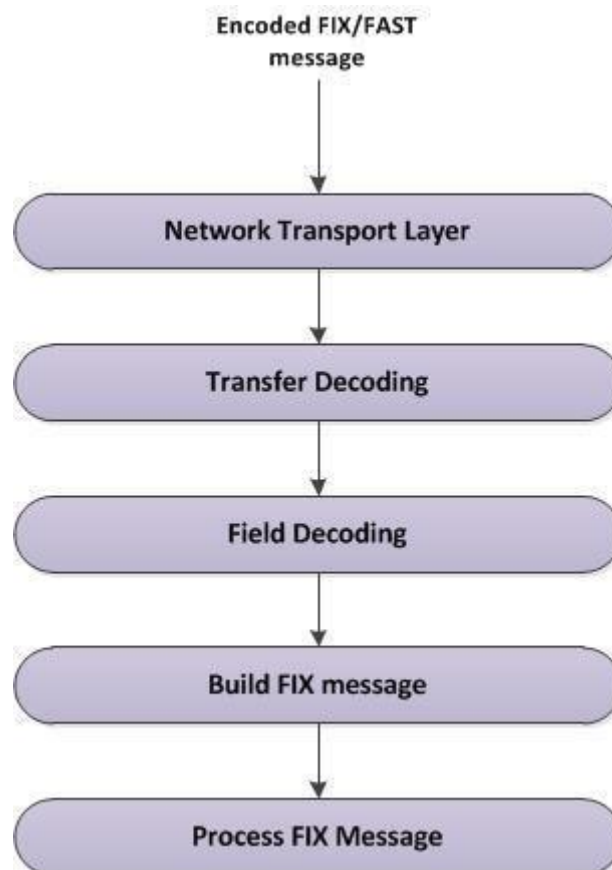 Encoded FIX/FAST
message
Network Transport Layer
Transfer Decoding
Field Decoding
Build FIX message
Process FIX Message